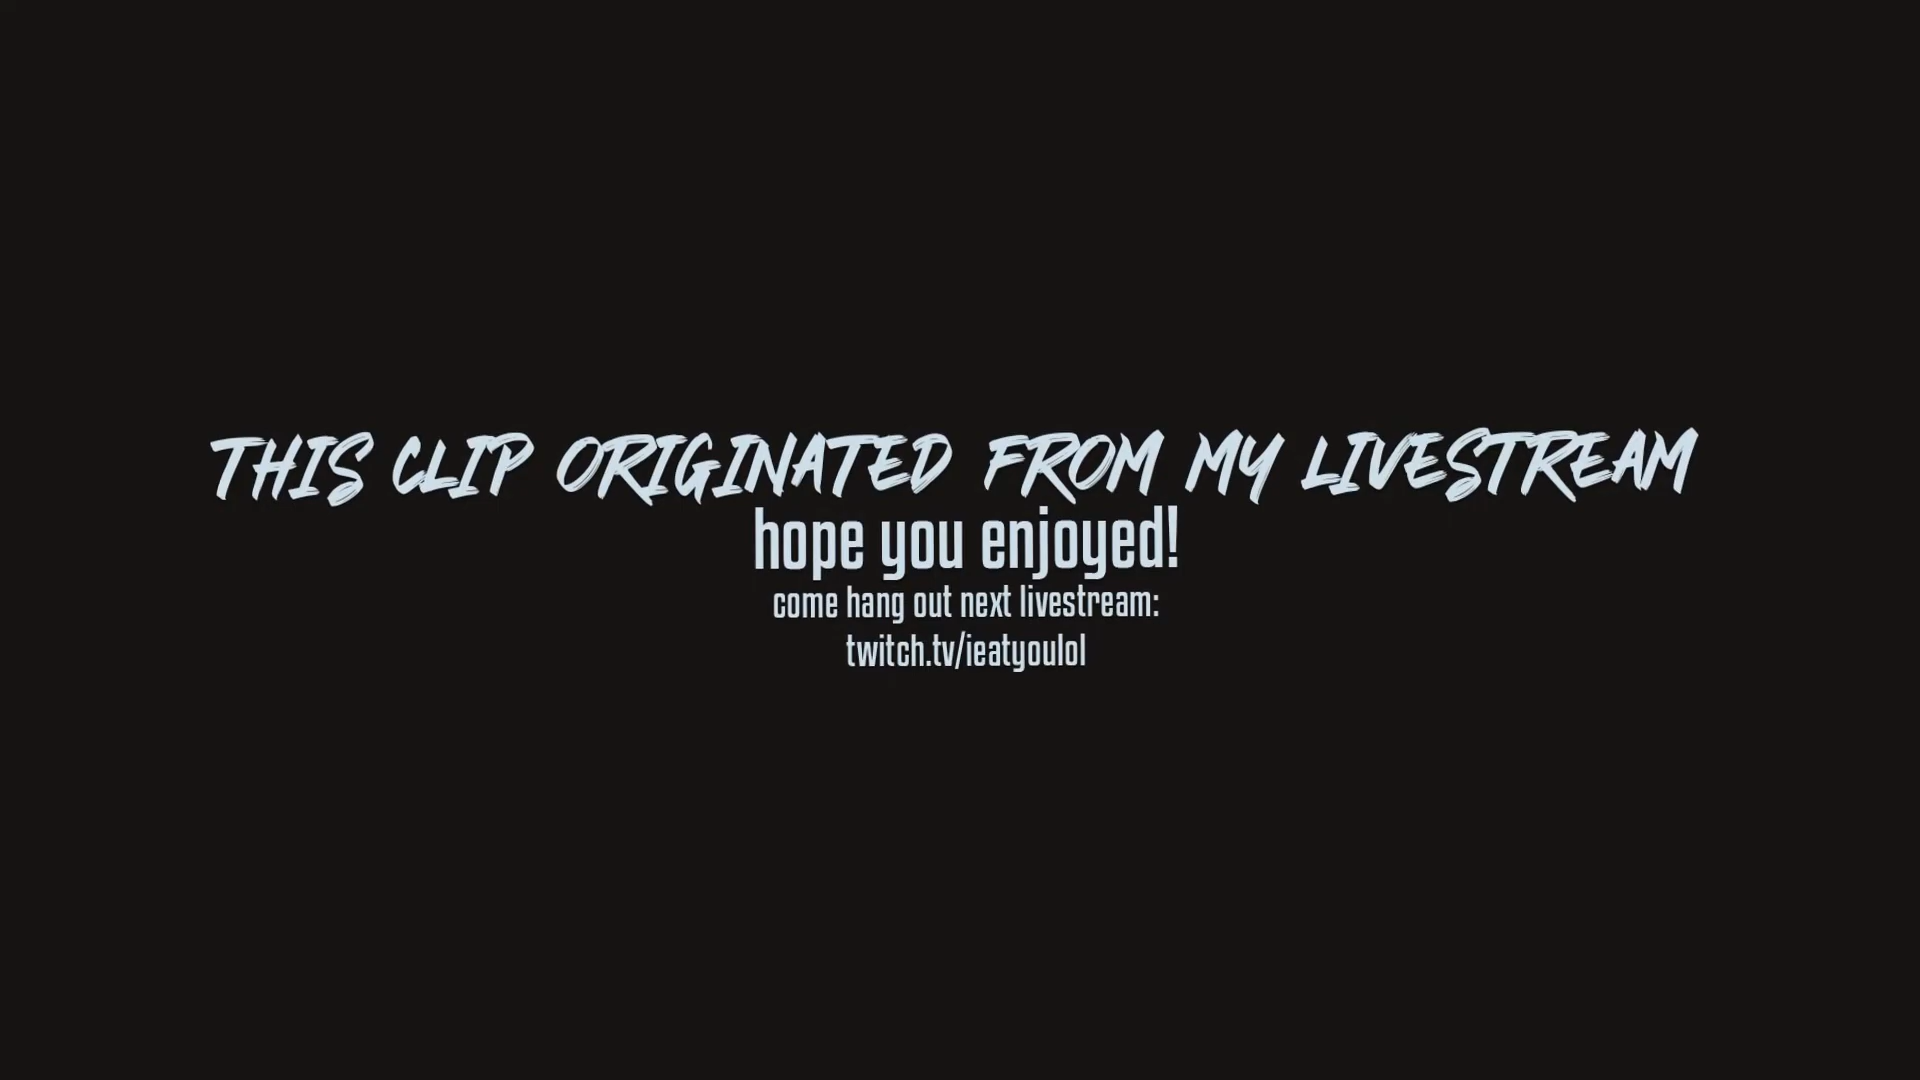 THIS CLIP ORIGINATED FROM MY LIVESTREAM
hope you enjoyed!
come hang out next livestream:
twitch.tv/ieatyoulol